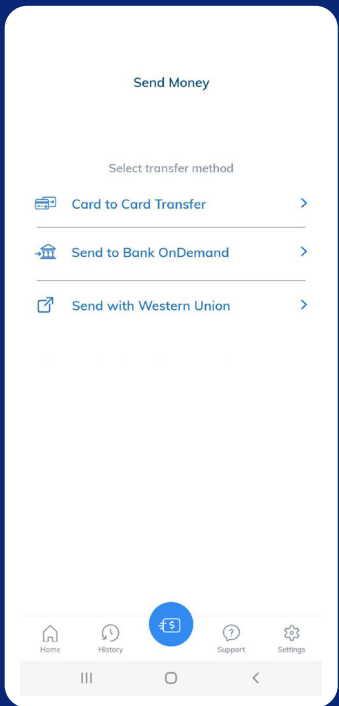 Send Money
Select transfer method
Card to Card Transfer
Send to Bank OnDemand
Send with Western Union
$
?
Home
History
Support
Settings